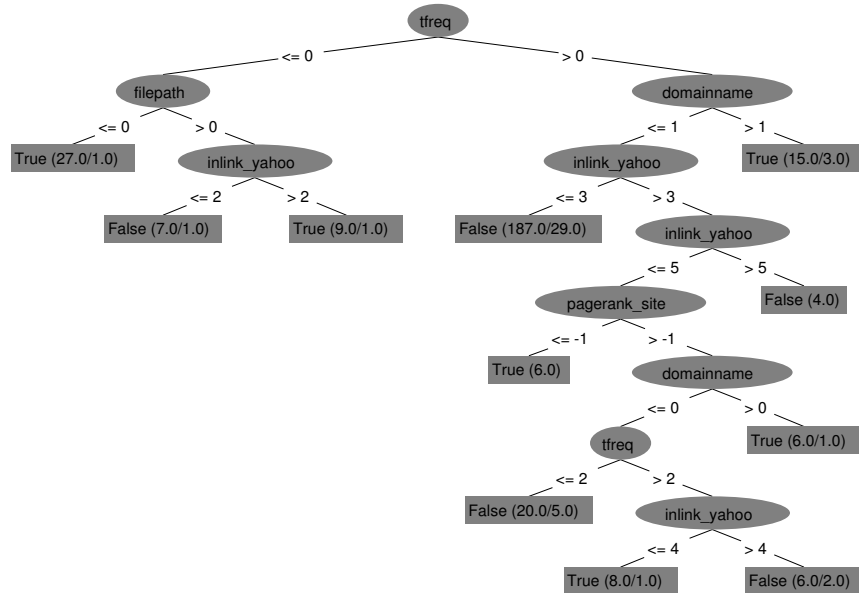 tfreq
<= 0
> 0
filepath
domainname
<= 0
> 0
<= 1
> 1
True (27.0/1.0)
inlink_yahoo
inlink_yahoo
True (15.0/3.0)
<= 2
> 2
<= 3
> 3
False (7.0/1.0)
True (9.0/1.0)
False (187.0/29.0)
inlink_yahoo
<= 5
> 5
pagerank_site
False (4.0)
<= -1
> -1
True (6.0)
domainname
<= 0
> 0
tfreq
True (6.0/1.0)
<= 2
> 2
False (20.0/5.0)
inlink_yahoo
<= 4
> 4
True (8.0/1.0)
False (6.0/2.0)